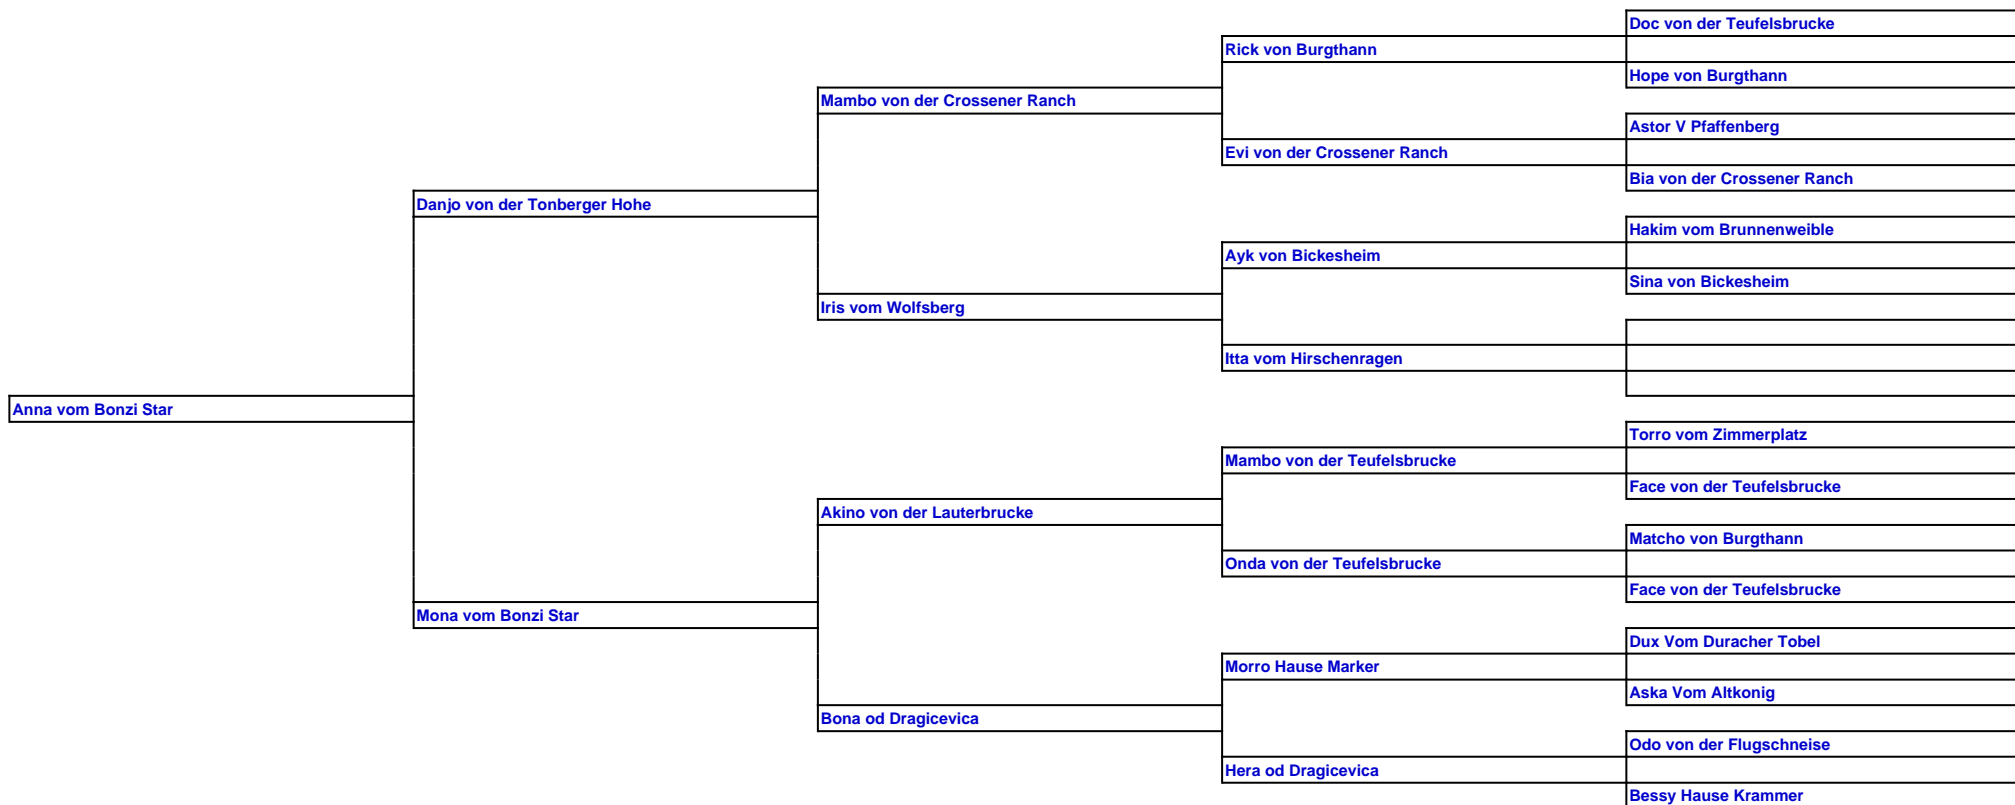 Doc von der Teufelsbrucke
Rick von Burgthann
Hope von Burgthann
Mambo von der Crossener Ranch
Astor V Pfaffenberg
Evi von der Crossener Ranch
Bia von der Crossener Ranch
Danjo von der Tonberger Hohe
Hakim vom Brunnenweible
Ayk von Bickesheim
Sina von Bickesheim
Iris vom Wolfsberg
Itta vom Hirschenragen
Anna vom Bonzi Star
Torro vom Zimmerplatz
Mambo von der Teufelsbrucke
Face von der Teufelsbrucke
Akino von der Lauterbrucke
Matcho von Burgthann
Onda von der Teufelsbrucke
Face von der Teufelsbrucke
Mona vom Bonzi Star
Dux Vom Duracher Tobel
Morro Hause Marker
Aska Vom Altkonig
Bona od Dragicevica
Odo von der Flugschneise
Hera od Dragicevica
Bessy Hause Krammer